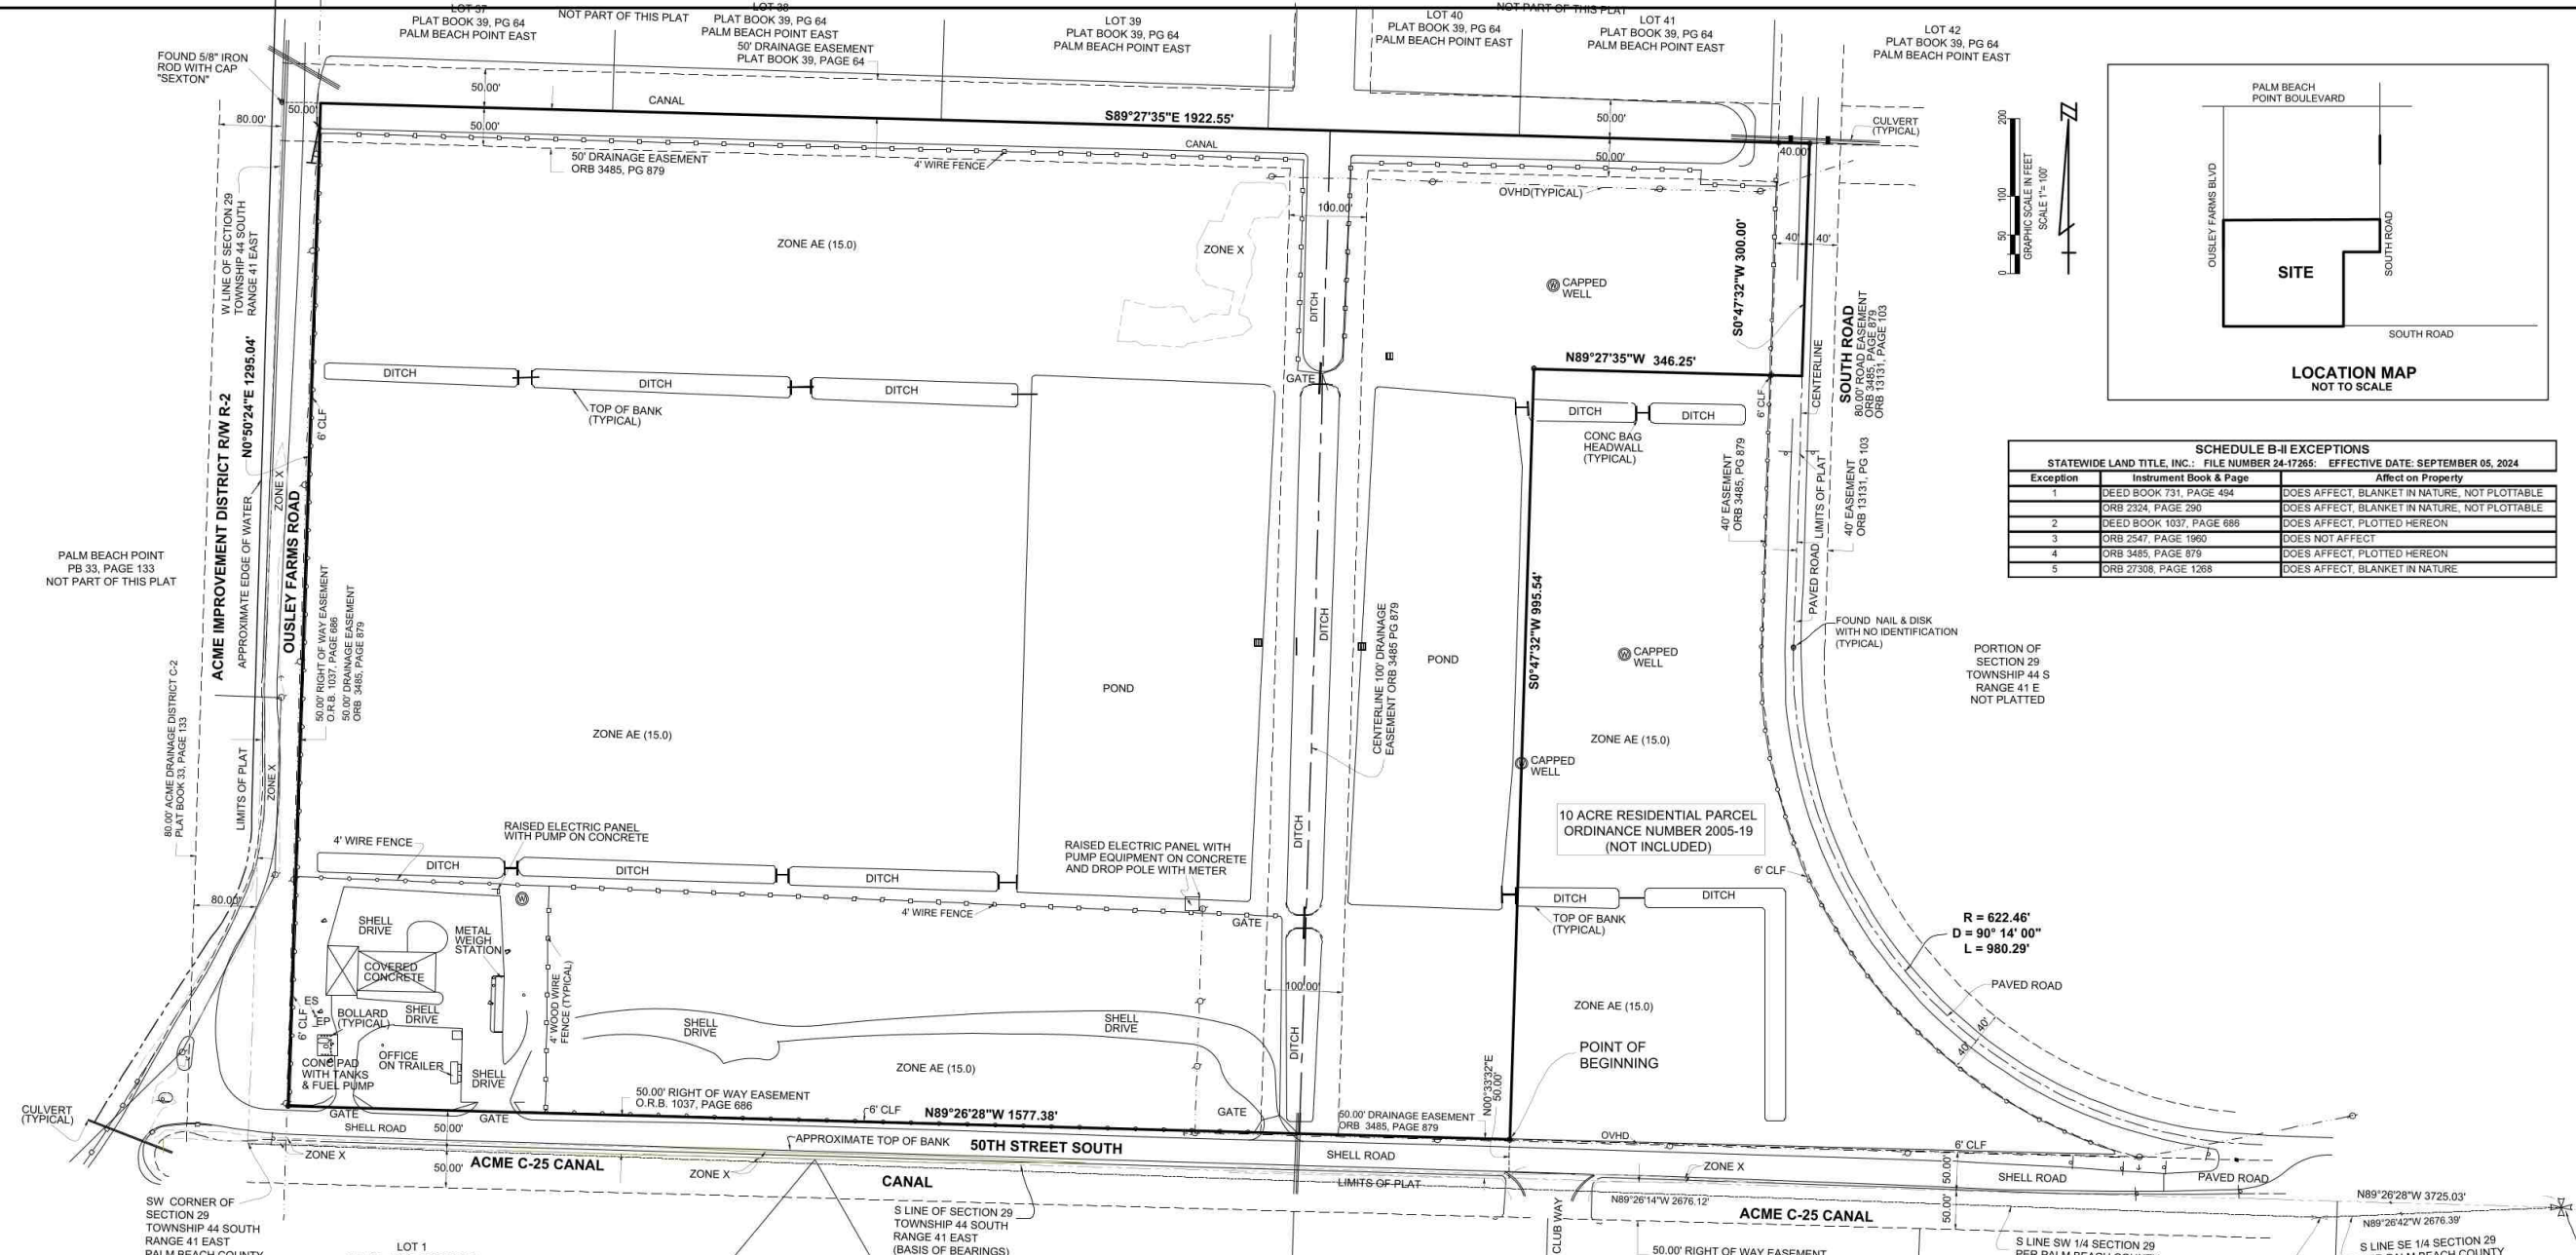 LOT 37
PLAT BOOK 39, PG 64
PALM BEACH POINT EAST
NOT PART OF THIS PLAT
LOT 38
PLAT BOOK 39, PG 64
PALM BEACH POINT EAST
50' DRAINAGE EASEMENT
PLAT BOOK 39, PAGE 64
LOT 39
PLAT BOOK 39, PG 64
PALM BEACH POINT EAST
NOT PART OF THIS PLAT
LOT 40
PLAT BOOK 39, PG 64
PALM BEACH POINT EAST
LOT 41
PLAT BOOK 39, PG 64
PALM BEACH POINT EAST
LOT 42
PLAT BOOK 39, PG 64
PALM BEACH POINT EAST
FOUND 5/8" IRON
ROD WITH CAP
"SEXTON"
50.00'
80.00'
50.00'
50.00'
CANAL
S89°27'35"E 1922.55'
CANAL
50.00'
50.00'
40.00'
CULVERT
(TYPICAL)
50' DRAINAGE EASEMENT
ORB 3485, PG 879
4' WIRE FENCE
OVHD(TYPICAL)
100.00'
W LINE OF SECTION 29
TOWNSHIP 44 SOUTH
RANGE 41 EAST
ZONE AE (15.0)
ZONE X
40'
40'
S0°47'32"W 300.00'
CAPPED
WELL
DITCH
N0°50'24"E 1295.04'
ACME IMPROVEMENT DISTRICT R/W R-2
DITCH
DITCH
DITCH
TOP OF BANK
(TYPICAL)
6' CLF
GATE
N89°27'35"W 346.25'
DITCH
DITCH
CONC BAG
HEADWALL
(TYPICAL)
6' CLF
CENTERLINE
SOUTH ROAD
80.00' ROAD EASEMENT
ORB 3485, PAGE 879
ORB 13131, PAGE 103
40' EASEMENT
ORB 3485, PG 879
LIMITS OF PLAT
PAVED ROAD
40' EASEMENT
ORB 13131, PG 103
200
100
50
0
GRAPHIC SCALE IN FEET
SCALE 1"= 100'
Z
PALM BEACH
POINT BOULEVARD
OUSLEY FARMS BLVD
SOUTH ROAD
SITE
SOUTH ROAD
LOCATION MAP
NOT TO SCALE
SCHEDULE B-II EXCEPTIONS
STATEWIDE LAND TITLE, INC.: FILE NUMBER 24-17265: EFFECTIVE DATE: SEPTEMBER 05, 2024
Exception Instrument Book & Page Affect on Property
1 DEED BOOK 731, PAGE 494 DOES AFFECT, BLANKET IN NATURE, NOT PLOTTABLE
ORB 2324, PAGE 290 DOES AFFECT, BLANKET IN NATURE, NOT PLOTTABLE
2 DEED BOOK 1037, PAGE 686 DOES AFFECT, PLOTTED HEREON
3 ORB 2547, PAGE 1960 DOES NOT AFFECT
4 ORB 3485, PAGE 879 DOES AFFECT, PLOTTED HEREON
5 ORB 27308, PAGE 1268 DOES AFFECT, BLANKET IN NATURE
PALM BEACH POINT
PB 33, PAGE 133
NOT PART OF THIS PLAT
APPROXIMATE EDGE OF WATER
ZONE X
OUSLEY FARMS ROAD
50.00' RIGHT OF WAY EASEMENT
O.R.B. 1037, PAGE 686
50.00' DRAINAGE EASEMENT
ORB 3485, PAGE 879
80.00' ACME DRAINAGE DISTRICT C-2
PLAT BOOK 33, PAGE 133
LIMITS OF PLAT
ZONE X
ZONE AE (15.0)
POND
DITCH
CENTERLINE 100' DRAINAGE
EASEMENT ORB 3485 PG 879
POND
S0°47'32"W 995.54'
CAPPED
WELL
ZONE AE (15.0)
CAPPED
WELL
FOUND NAIL & DISK
WITH NO IDENTIFICATION
(TYPICAL)
PORTION OF
SECTION 29
TOWNSHIP 44 S
RANGE 41 E
NOT PLATTED
10 ACRE RESIDENTIAL PARCEL
ORDINANCE NUMBER 2005-19
(NOT INCLUDED)
6' CLF
4' WIRE FENCE
RAISED ELECTRIC PANEL
WITH PUMP ON CONCRETE
DITCH
DITCH
DITCH
RAISED ELECTRIC PANEL WITH
PUMP EQUIPMENT ON CONCRETE
AND DROP POLE WITH METER
DITCH
4' WIRE FENCE
GATE
80.00'
W
DITCH
DITCH
TOP OF BANK
(TYPICAL)
R = 622.46'
D = 90° 14' 00"
L = 980.29'
PAVED ROAD
40'
40'
SHELL
DRIVE
METAL
WEIGH
STATION
COVERED
CONCRETE
ES
EP
6' CLF
BOLLARD
(TYPICAL)
SHELL
DRIVE
4' WOOD WIRE
FENCE (TYPICAL)
SHELL
DRIVE
SHELL
DRIVE
100.00'
DITCH
ZONE AE (15.0)
OFFICE
ON TRAILER
CONC PAD
WITH TANKS
& FUEL PUMP
SHELL
DRIVE
ZONE AE (15.0)
POINT OF
BEGINNING
N00°33'32"E
50.00'
50.00' RIGHT OF WAY EASEMENT
O.R.B. 1037, PAGE 686
6' CLF
N89°26'28"W 1577.38'
GATE
50.00' DRAINAGE EASEMENT
ORB 3485, PAGE 879
CULVERT
(TYPICAL)
GATE
GATE
SHELL ROAD
50.00'
APPROXIMATE TOP OF BANK
50TH STREET SOUTH
SHELL ROAD
OVHD
6' CLF
ZONE X
50.00'
ACME C-25 CANAL
ZONE X
CANAL
LIMITS OF PLAT
ZONE X
50.00'
SHELL ROAD
PAVED ROAD
N89°26'14"W 2676.12'
ACME C-25 CANAL
50.00'
N89°26'28"W 3725.03'
N89°26'42"W 2676.39'
SW CORNER OF
SECTION 29
TOWNSHIP 44 SOUTH
RANGE 41 EAST
PALM BEACH COUNTY
LOT 1
S LINE OF SECTION 29
TOWNSHIP 44 SOUTH
RANGE 41 EAST
(BASIS OF BEARINGS)
CLUB WAY
50.00' RIGHT OF WAY EASEMENT
S LINE SW 1/4 SECTION 29
S LINE SE 1/4 SECTION 29